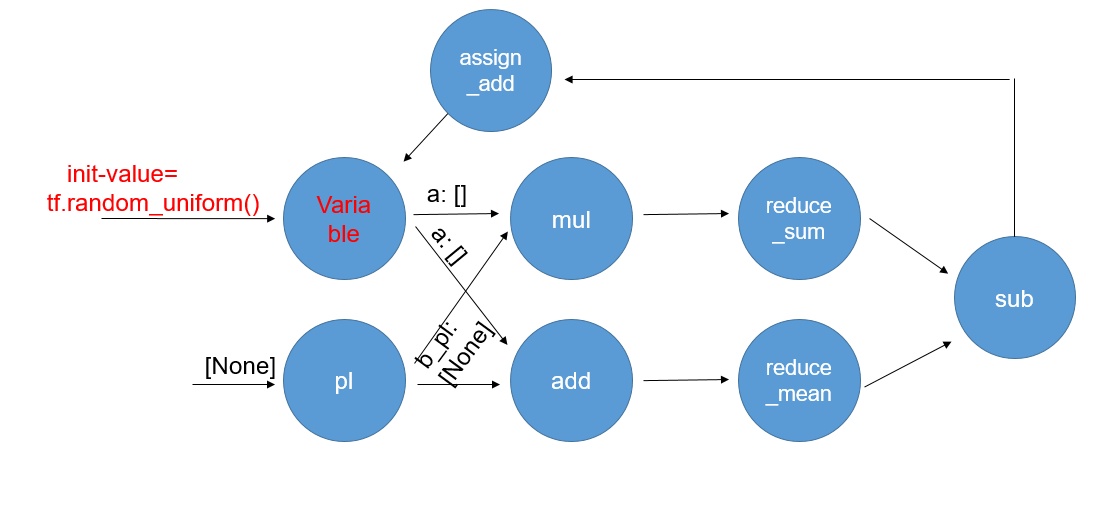 assign
_add
init-value=
tf.random_uniform()
Varia
ble
a: []
a: []
mul
reduce
_sum
sub
[None]
pl
b_pl:
[None]
add
reduce
_mean